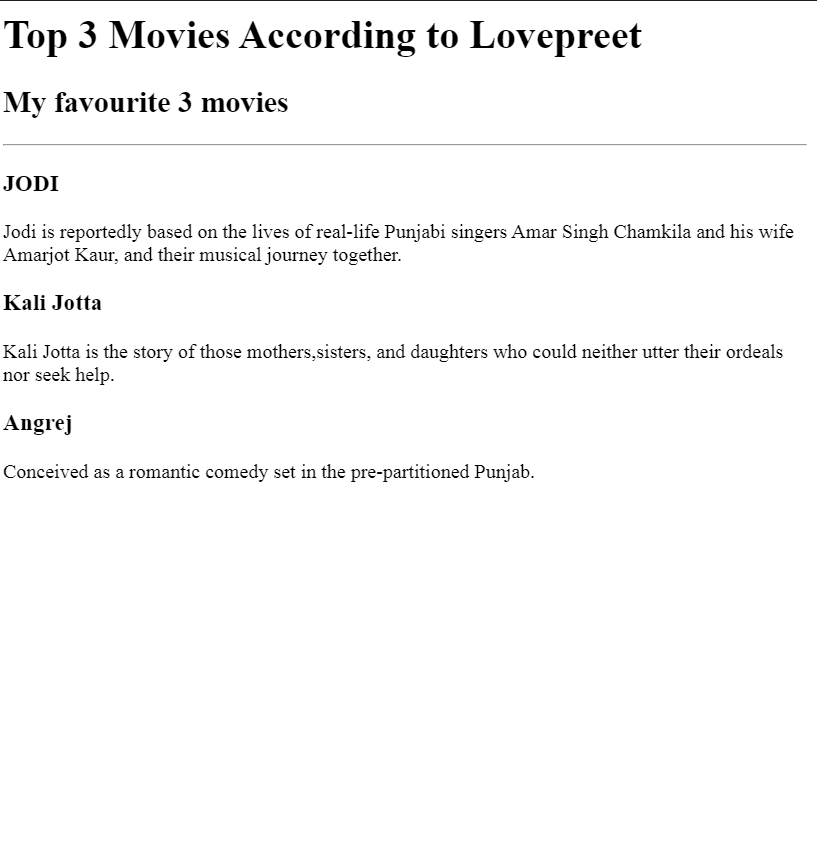 Top 3 Movies According to Lovepreet
My favourite 3 movies
JODI
Jodi is reportedly based on the lives of real-life Punjabi singers Amar Singh Chamkila and his wife
Amarjot Kaur, and their musical journey together.
Kali Jotta
Kali Jotta is the story of those mothers,sisters, and daughters who could neither utter their ordeals
nor seek help.
Angrej
Conceived as a romantic comedy set in the pre-partitioned Punjab.